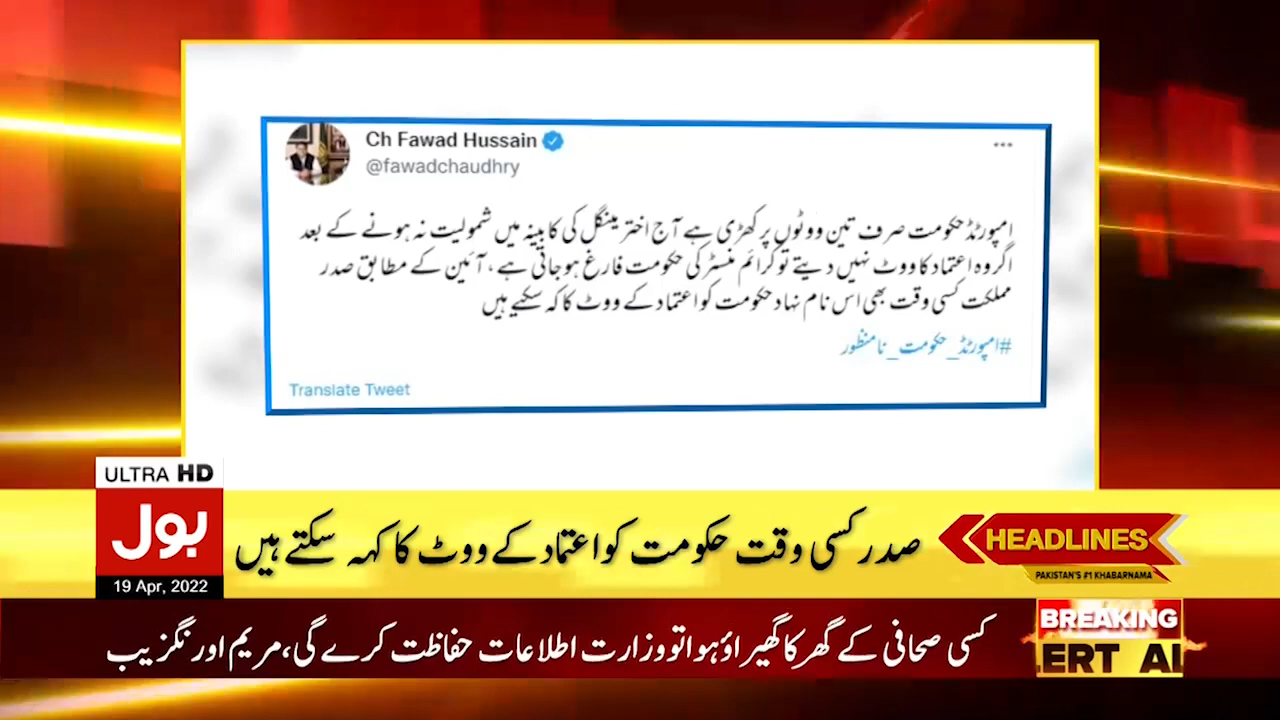 Ch Fawad Hussain
@fawadchaudhry
امپورٹڈ حکومت صرف تین ووٹوں پر کھڑی ہے آج اختر مینگل کی کابینہ میں شمولیت نہ ہونے کے بعد
اگر وہ اعتماد کا ووٹ نہیں دیتے تو کرائم منسٹر کی حکومت فارغ ہو جاتی ہے، آئین کے مطابق صدر
مملکت کسی وقت بھی اس نام نہاد حکومت کو اعتماد کے ووٹ کا کہ سکیے ہیں
#امپورٹڈ_حکومت_نامنظور
Translate Tweet
ULTRA HD
بول
19 Apr, 2022
صدر کسی وقت حکومت کو اعتماد کے ووٹ کا کہہ سکتے ہیں
HEADLINES
PAKISTAN'S #1 KHABARNAMA
BREAKING
ERT AL
کسی صحافی کے گھر کا گھیراؤ ہوا تو وزارت اطلاعات حفاظت کرے گی، مریم اورنگزیب